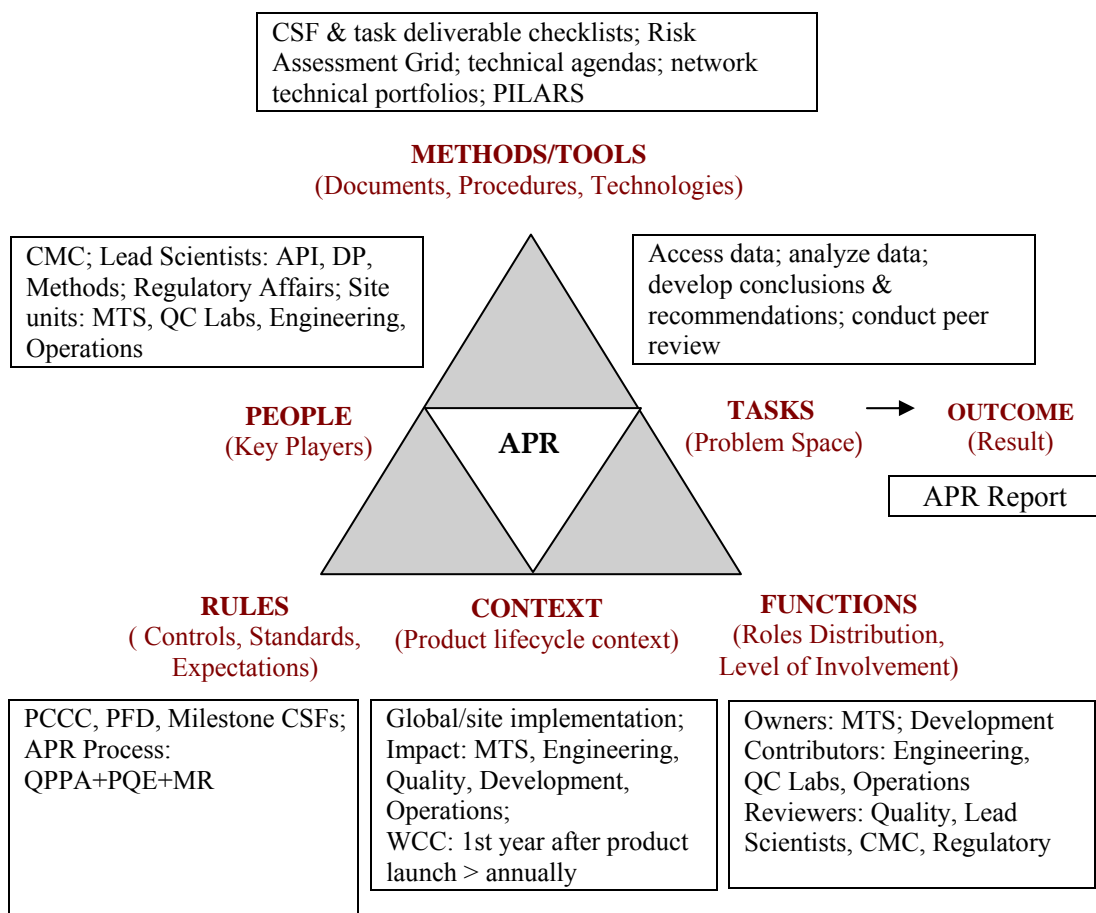 CSF & task deliverable checklists; Risk
Assessment Grid; technical agendas; network
technical portfolios; PILARS
METHODS/TOOLS
(Documents, Procedures, Technologies)
CMC; Lead Scientists: API, DP,
Methods; Regulatory Affairs; Site
units: MTS, QC Labs, Engineering,
Operations
Access data; analyze data;
develop conclusions &
recommendations; conduct peer
review
PEOPLE
(Key Players)
APR
TASKS
(Problem Space)
OUTCOME
(Result)
APR Report
RULES
( Controls, Standards,
Expectations)
CONTEXT
(Product lifecycle context)
FUNCTIONS
(Roles Distribution,
Level of Involvement)
PCCC, PFD, Milestone CSFs;
APR Process:
QPPA+PQE+MR
Global/site implementation;
Impact: MTS, Engineering,
Quality, Development,
Operations;
WCC: 1st year after product
launch > annually
Owners: MTS; Development
Contributors: Engineering,
QC Labs, Operations
Reviewers: Quality, Lead
Scientists, CMC, Regulatory